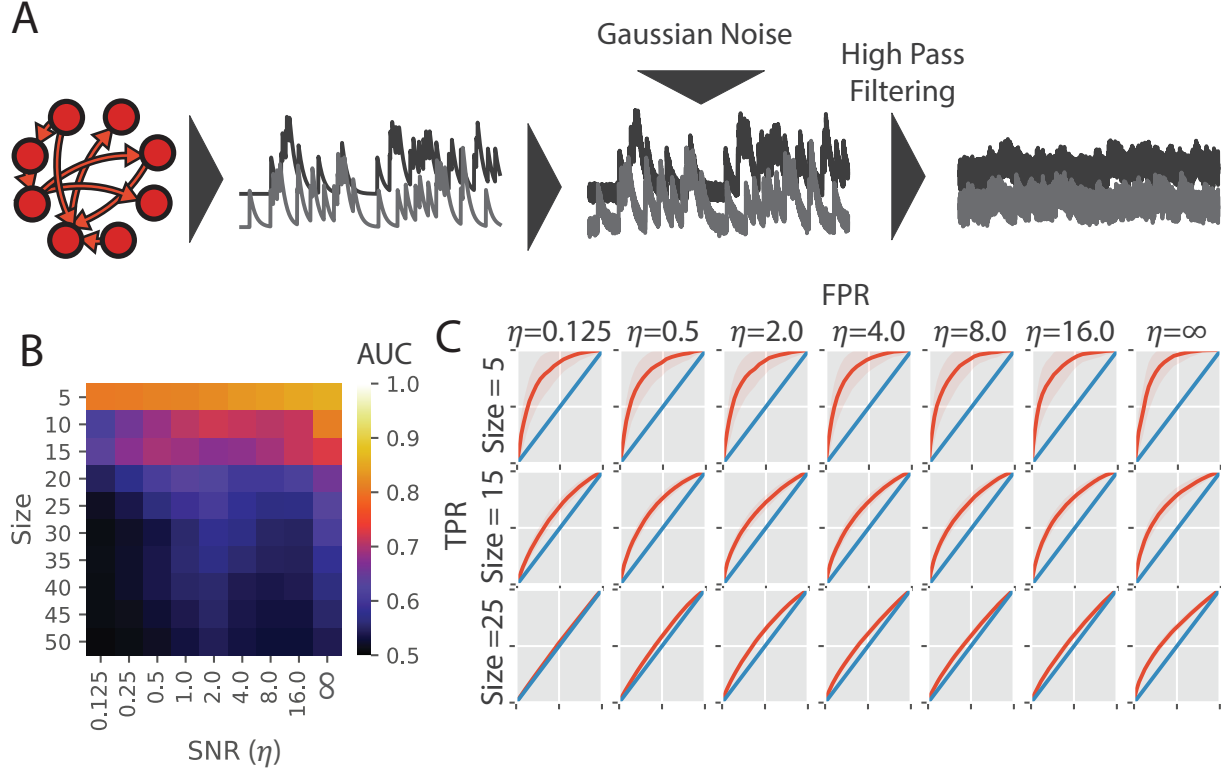 A
Gaussian Noise
High Pass
Filtering
B
AUC
1.0
0.9
0.8
0.7
0.6
0.5
Size
5
10
15
20
25
30
35
40
45
50
0.125
0.25
0.5
1.0
2.0
4.0
8.0
16.0
∞
SNR (η)
C
FPR
η=0.125 η=0.5 η=2.0 η=4.0 η=8.0 η=16.0 η=∞
TPR
Size = 5
Size = 15
Size =25